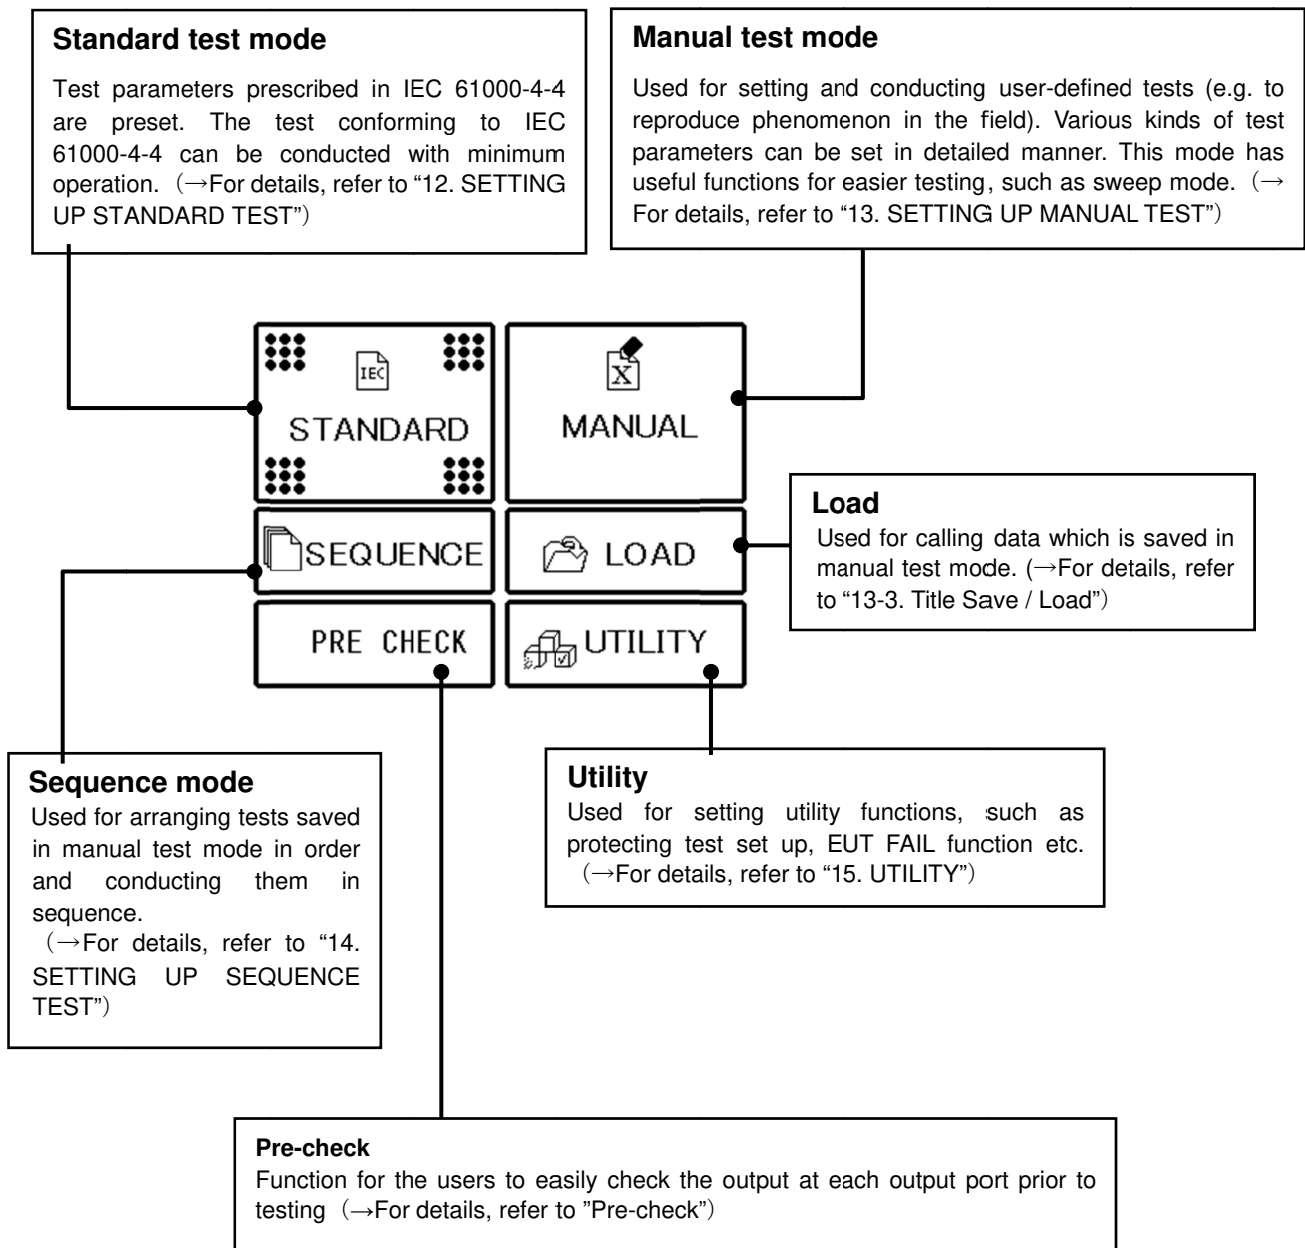 Standard test mode
Test parameters prescribed in IEC 61000-4-4
are preset. The test conforming to IEC
61000-4-4 can be conducted with minimum
operation. （→For details, refer to “12. SETTING
UP STANDARD TEST”）
Manual test mode
Used for setting and conducting user-defined tests (e.g. to
reproduce phenomenon in the field). Various kinds of test
parameters can be set in detailed manner. This mode has
useful functions for easier testing, such as sweep mode. （→
For details, refer to “13. SETTING UP MANUAL TEST”）
IEC
STANDARD
X
MANUAL
SEQUENCE
LOAD
PRE CHECK
UTILITY
Load
Used for calling data which is saved in
manual test mode. (→For details, refer
to “13-3. Title Save / Load”）
Sequence mode
Used for arranging tests saved
in manual test mode in order
and conducting them in
sequence.
（→For details, refer to “14.
SETTING UP SEQUENCE
TEST”）
Utility
Used for setting utility functions, such as
protecting test set up, EUT FAIL function etc.
（→For details, refer to “15. UTILITY”）
Pre-check
Function for the users to easily check the output at each output port prior to
testing （→For details, refer to ”Pre-check”）